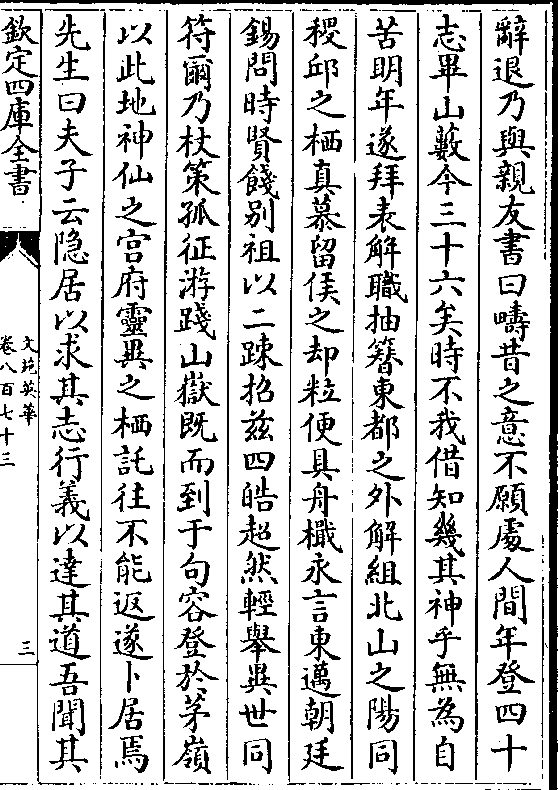 辭退乃與親友書曰疇昔之意不願處人間年登四十
志畢山藪今三十六矣時不我借知幾其神乎無為自
苦明年遂拜表解職抽簪東都之外解組北山之陽同
稷邱之栖真慕留侯之却粒便具舟檝永言東邁朝廷
錫問時賢餞别祖以二踈招兹四皓超然輕舉異世同
符爾乃杖策孤征游踐山嶽既而到于句容登於茅嶺
以此地神仙之宮府靈異之栖託往不能返遂卜居焉
先生曰夫子云隐居以求其志行義以達其道吾聞其
欽定四庫全書
文苑英華
卷八百七十三
三